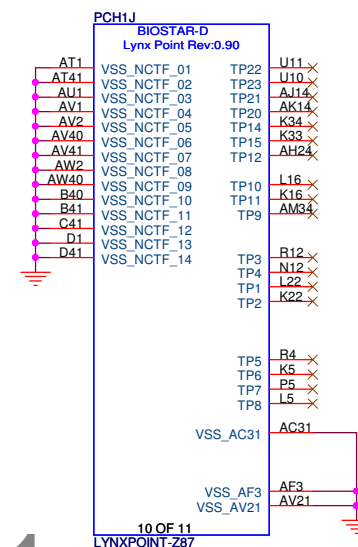 PCH1J
BIOSTAR-D
Lynx Point Rev:0.90
AT1 VSS_NCTF_01 TP22 U11
AT41 VSS_NCTF_02 TP23 U10
AU1 VSS_NCTF_03 TP21 AJ14
AV1 VSS_NCTF_04 TP20 AK14
AV2 VSS_NCTF_05 TP14 K34
AV40 VSS_NCTF_06 TP15 K33
AV41 VSS_NCTF_07 TP12 AH24
AW2 VSS_NCTF_08
AW40 VSS_NCTF_09 TP10 L16
B40 VSS_NCTF_10 TP11 K16
B41 VSS_NCTF_11 TP9 AM34
C41 VSS_NCTF_12
D1 VSS_NCTF_13 TP3 R12
D41 VSS_NCTF_14 TP4 N12
TP1 L22
TP2 K22
TP5 R4
TP6 K5
TP7 P5
TP8 L5
VSS_AC31 AC31
VSS_AF3 AF3
VSS_AV21 AV21
10 OF 11
LYNXPOINT-Z87